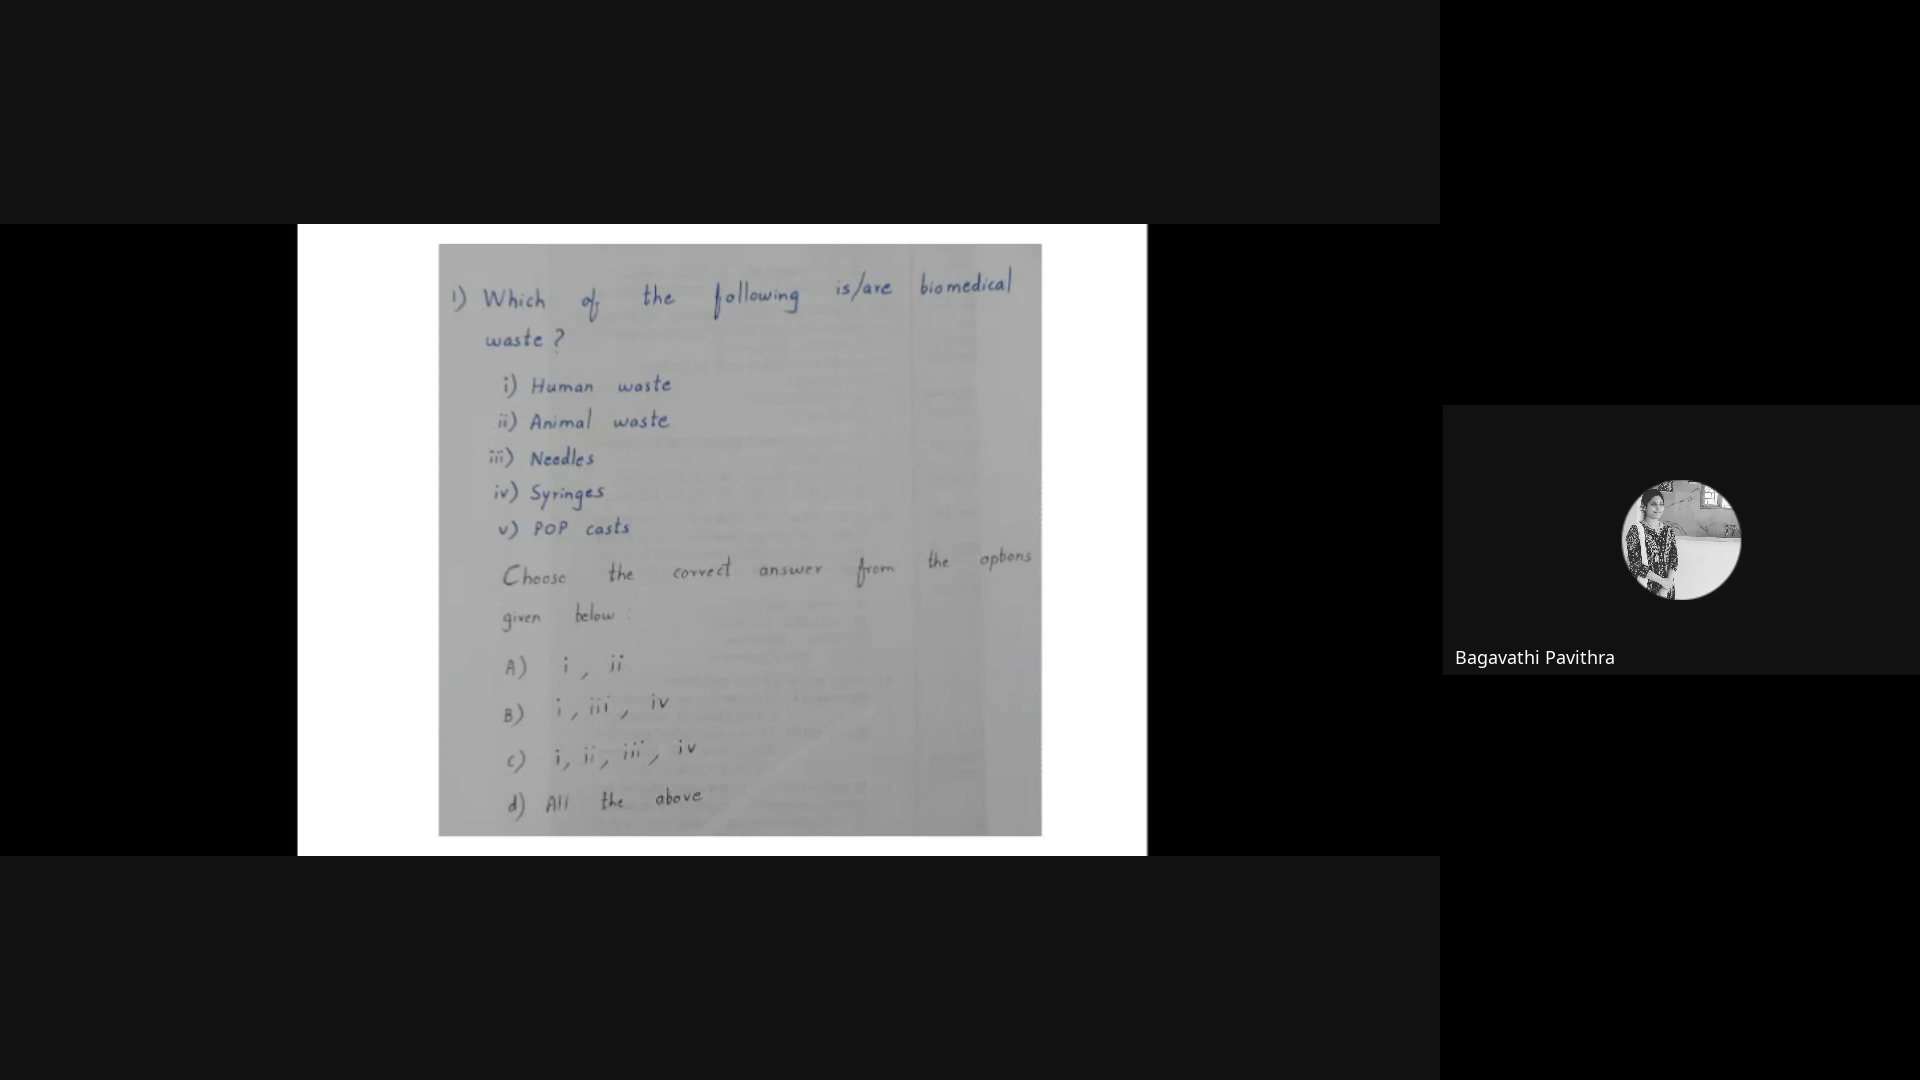 1) Which of the following is/are biomedical
waste ?
i) Human waste
ii) Animal waste
iii) Needles
iv) Syringes
v) POP casts
Choose the correct answer from the options
given below :
A) i, ii
B) i, iii, iv
c) i, ii, iii, iv
d) All the above
Bagavathi Pavithra